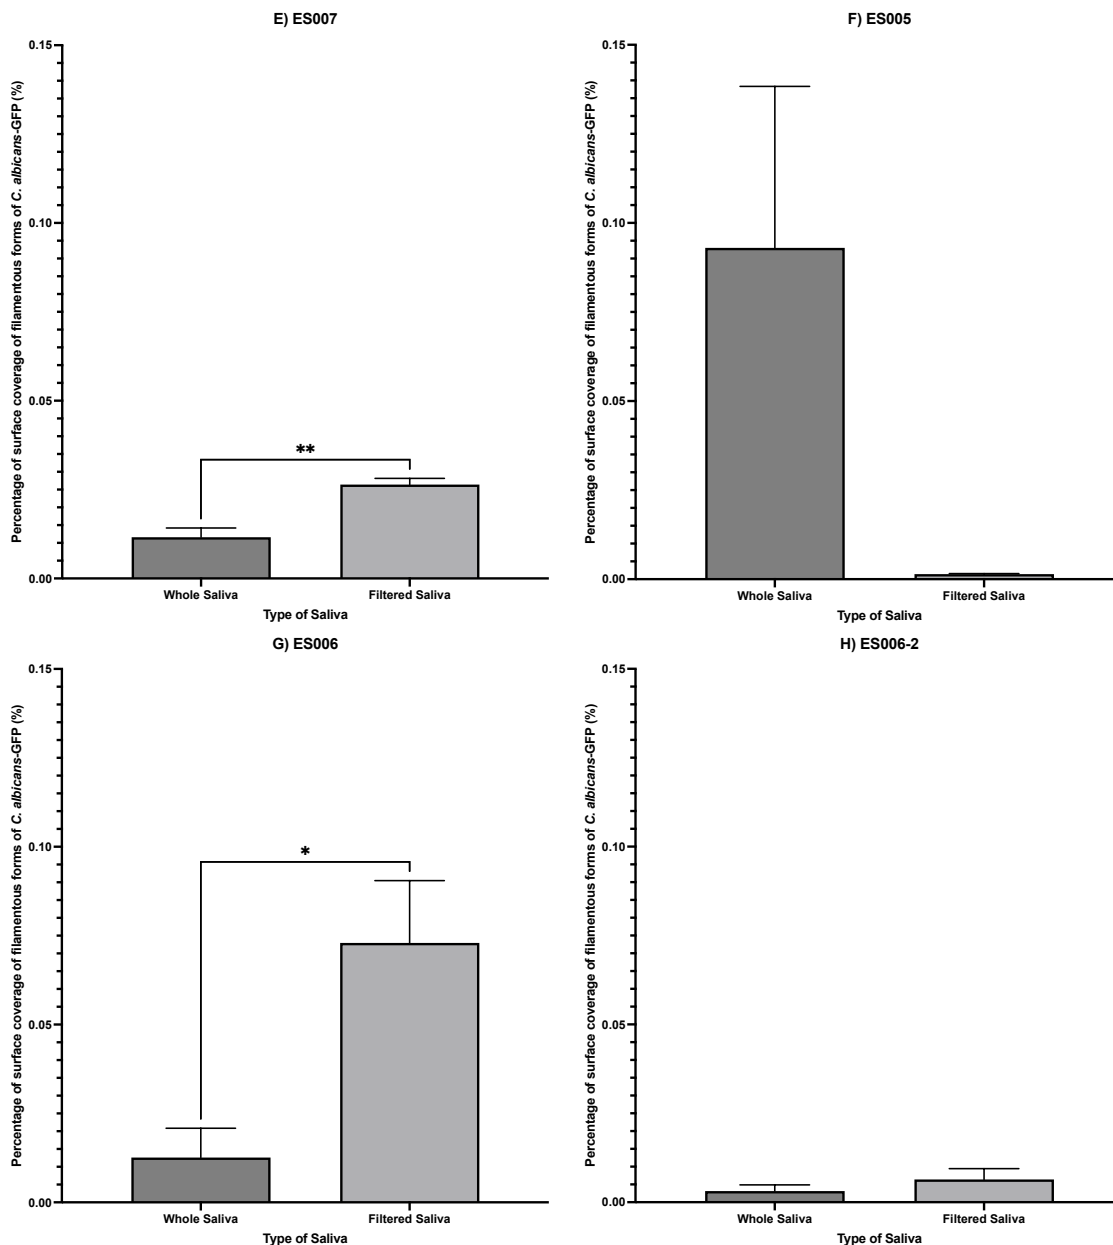 E) ES007
Percentage of surface coverage of filamentous forms of C. albicans-GFP (%)
0.15
0.10
0.05
0.00
**
Whole Saliva Filtered Saliva
Type of Saliva
F) ES005
Percentage of surface coverage of filamentous forms of C. albicans-GFP (%)
0.15
0.10
0.05
0.00
Whole Saliva Filtered Saliva
Type of Saliva
G) ES006
Percentage of surface coverage of filamentous forms of C. albicans-GFP (%)
0.15
0.10
0.05
0.00
*
Whole Saliva Filtered Saliva
Type of Saliva
H) ES006-2
Percentage of surface coverage of filamentous forms of C. albicans-GFP (%)
0.15
0.10
0.05
0.00
Whole Saliva Filtered Saliva
Type of Saliva